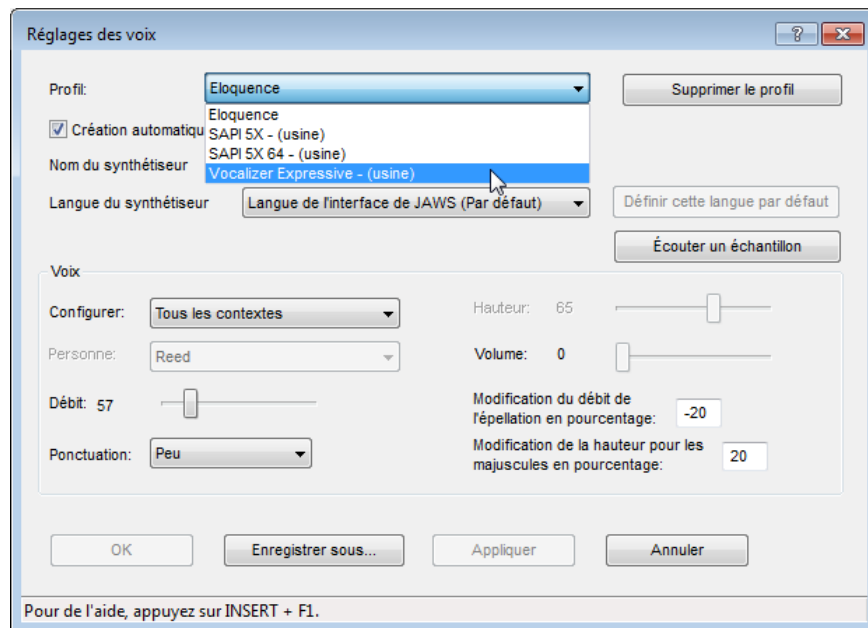 Réglages des voix
Profil:
Eloquence
Supprimer le profil
Eloquence
SAPI 5X - (usine)
SAPI 5X 64 - (usine)
Vocalizer Expressive - (usine)
Création automatiqu
Nom du synthétiseur
Langue du synthétiseur
Langue de l'interface de JAWS (Par défaut)
Définir cette langue par défaut
Écouter un échantillon
Voix
Configurer:
Tous les contextes
Hauteur:
65
Personne:
Reed
Volume:
0
Débit: 57
Modification du débit de
l'épellation en pourcentage:
-20
Ponctuation:
Peu
Modification de la hauteur pour les
majuscules en pourcentage:
20
OK
Enregistrer sous...
Appliquer
Annuler
Pour de l'aide, appuyez sur INSERT + F1.